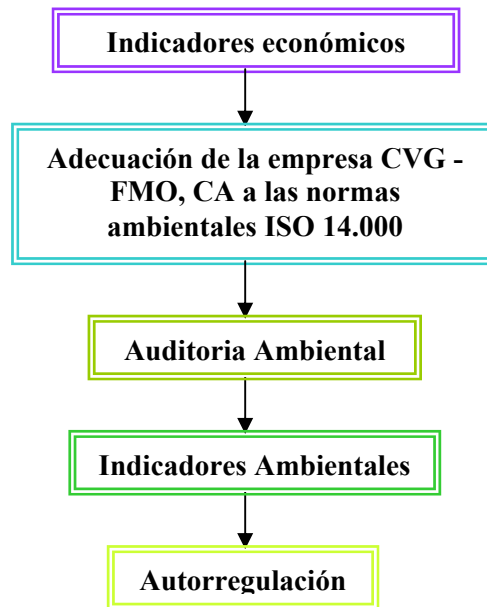 Indicadores económicos
Adecuación de la empresa CVG -
FMO, CA a las normas
ambientales ISO 14.000
Auditoria Ambiental
Indicadores Ambientales
Autorregulación